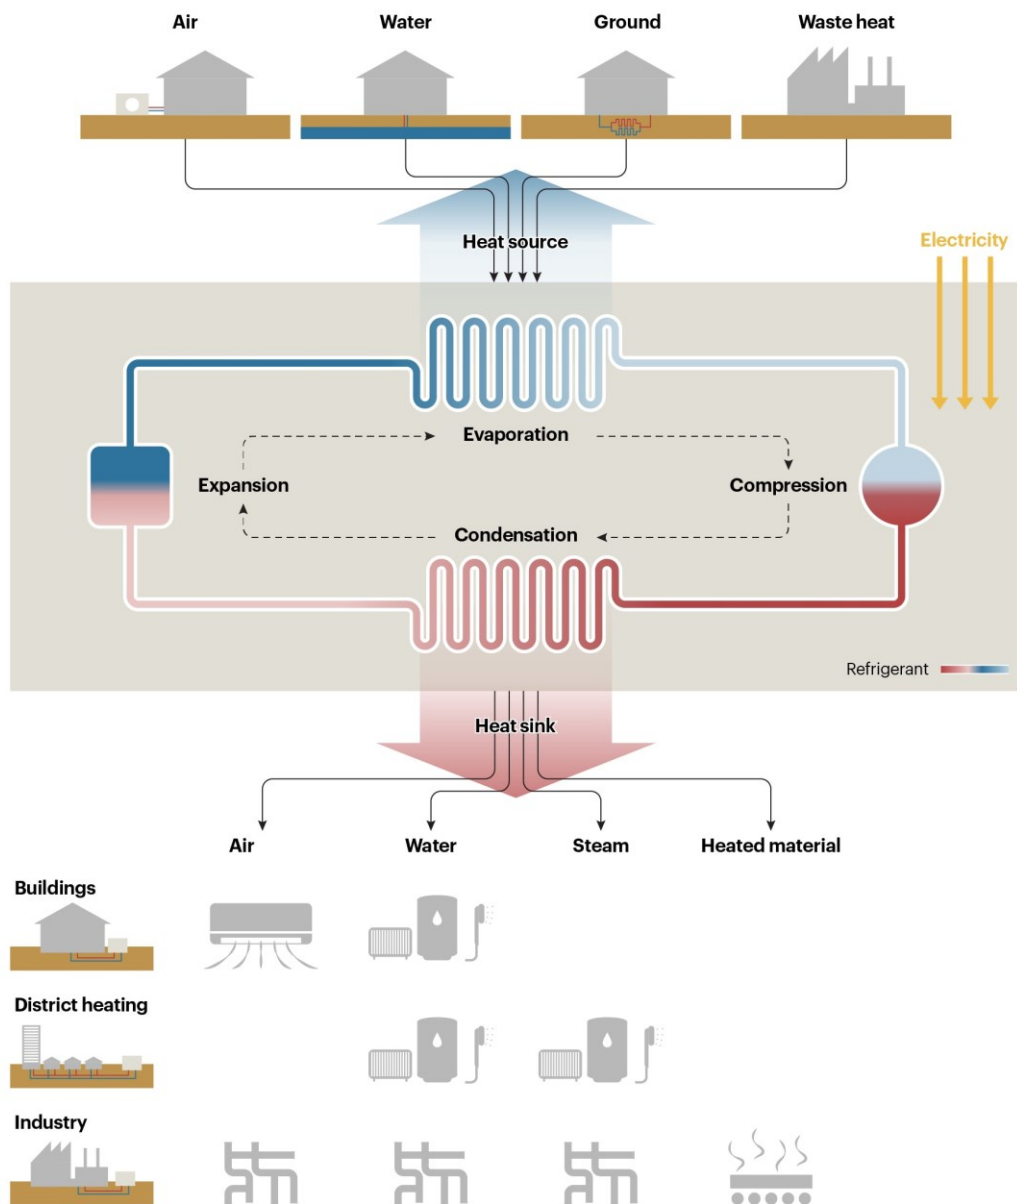 Air
Water
Ground
Waste heat
Heat source
Electricity
Evaporation
Expansion
Compression
Condensation
Refrigerant
Heat sink
Air
Water
Steam
Heated material
Buildings
District heating
Industry